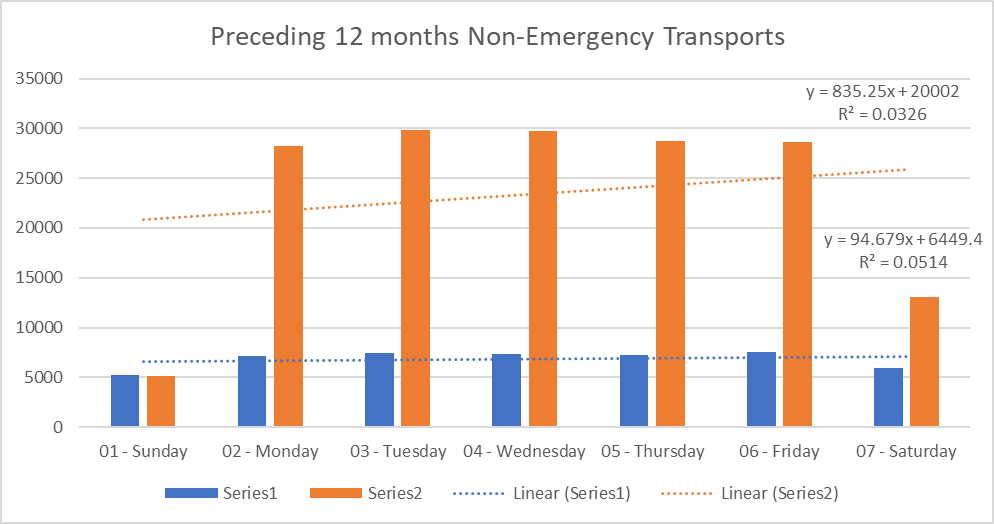 Preceding 12 months Non-Emergency Transports
35000
30000
25000
20000
15000
10000
5000
0
y = 835.25x + 20002
R² = 0.0326
y = 94.679x + 6449.4
R² = 0.0514
01 - Sunday
02 - Monday
03 - Tuesday
04 - Wednesday
05 - Thursday
06 - Friday
07 - Saturday
Series1
Series2
Linear (Series1)
Linear (Series2)